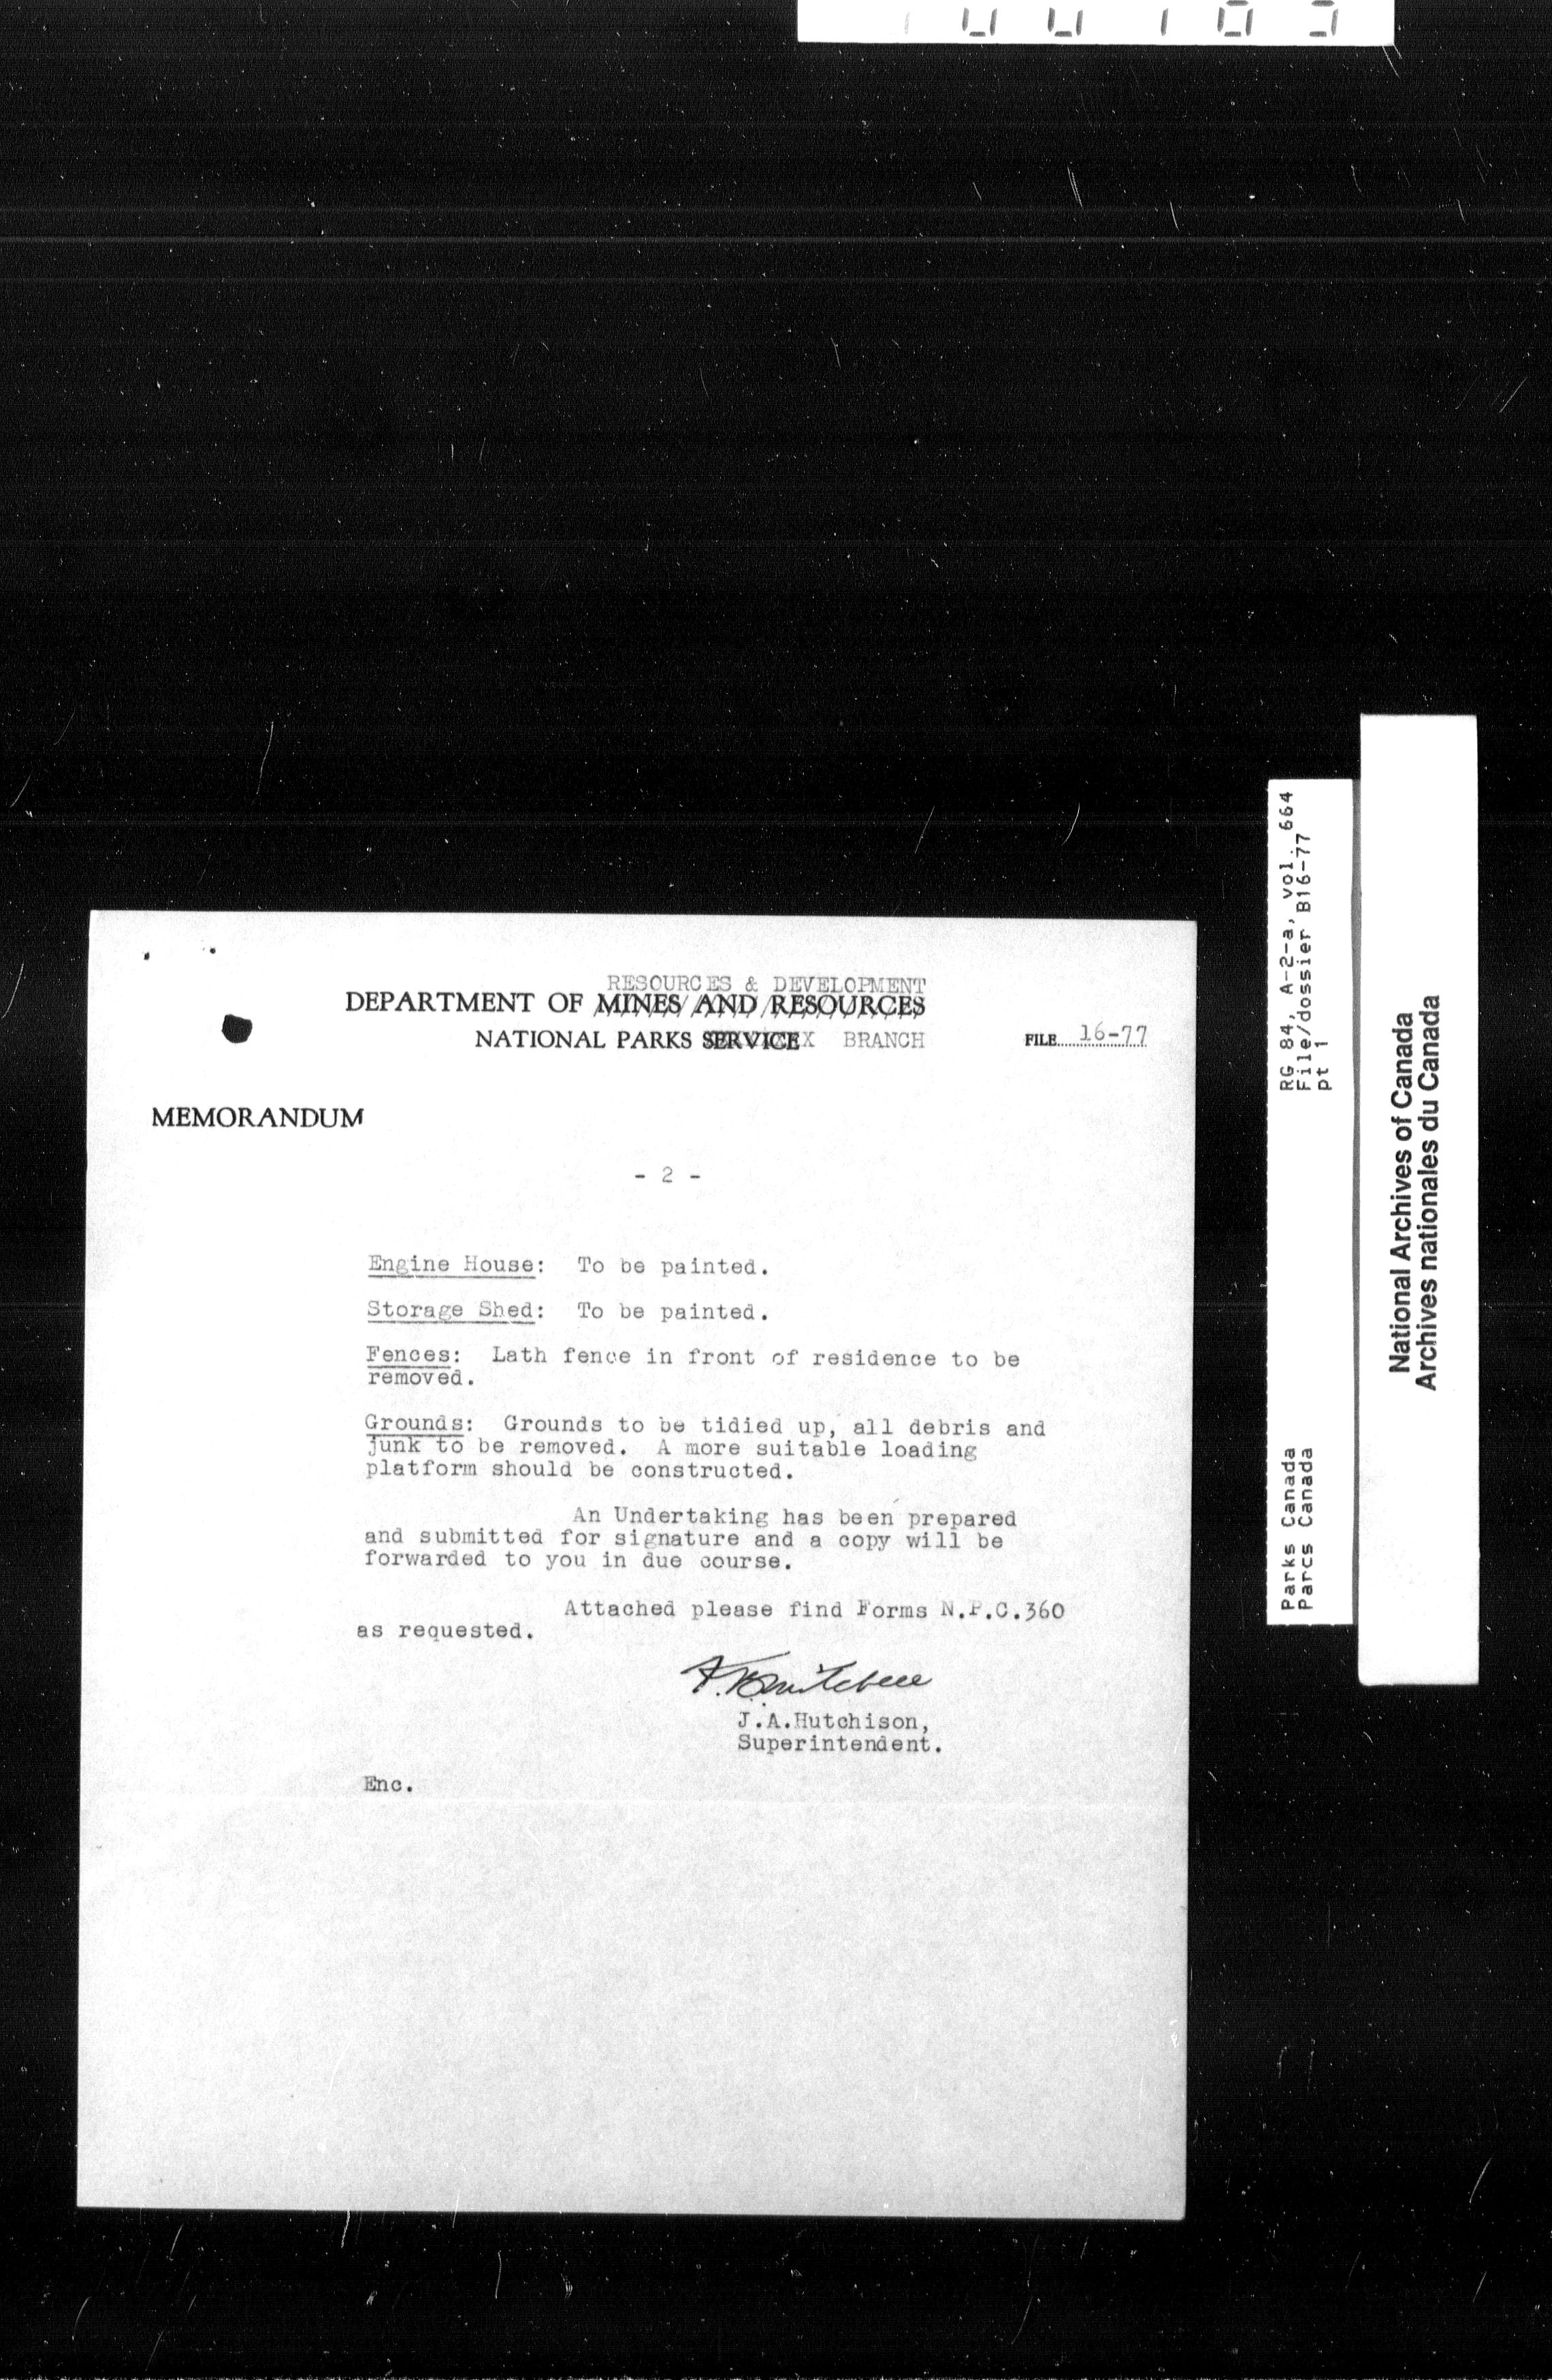 RESOURCES & DEVELOPMENT
DEPARTMENT OF MINES AND RESOURCES
NATIONAL PARKS SERVICEX BRANCH
FILE 16-77
MEMORANDUM
- 2 -
Engine House: To be painted.
Storage Shed: To be painted.
Fences: Lath fence in front of residence to be
removed.
Grounds: Grounds to be tidied up, all debris and
junk to be removed. A more suitable loading
platform should be constructed.
An Undertaking has been prepared
and submitted for signature and a copy will be
forwarded to you in due course.
Attached please find Forms N.P.C.360
as requested.
J.A.Hutchison,
Superintendent.
Enc.
RG 84, A-2-a, vol. 664
File/dossier B16-77
pt 1
Parks Canada
Parcs Canada
National Archives of Canada
Archives nationales du Canada